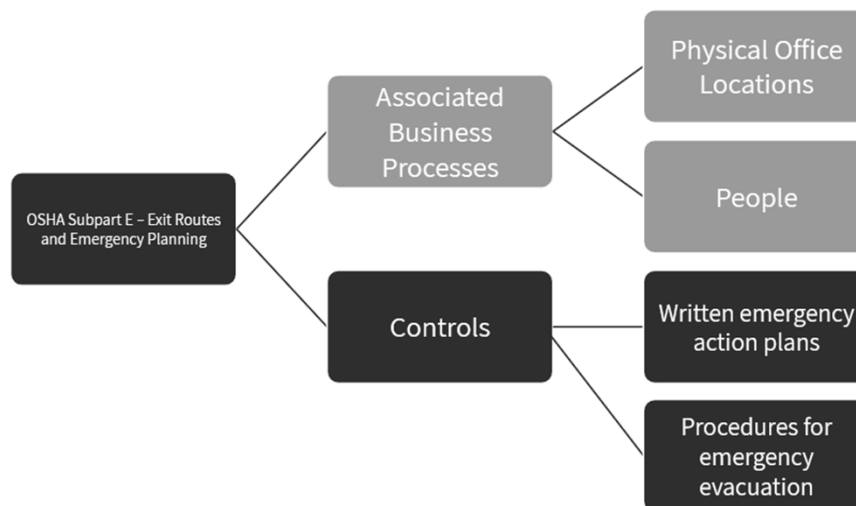 OSHA Subpart E – Exit Routes
and Emergency Planning
Associated
Business
Processes
Physical Office
Locations
People
Controls
Written emergency
action plans
Procedures for
emergency
evacuation